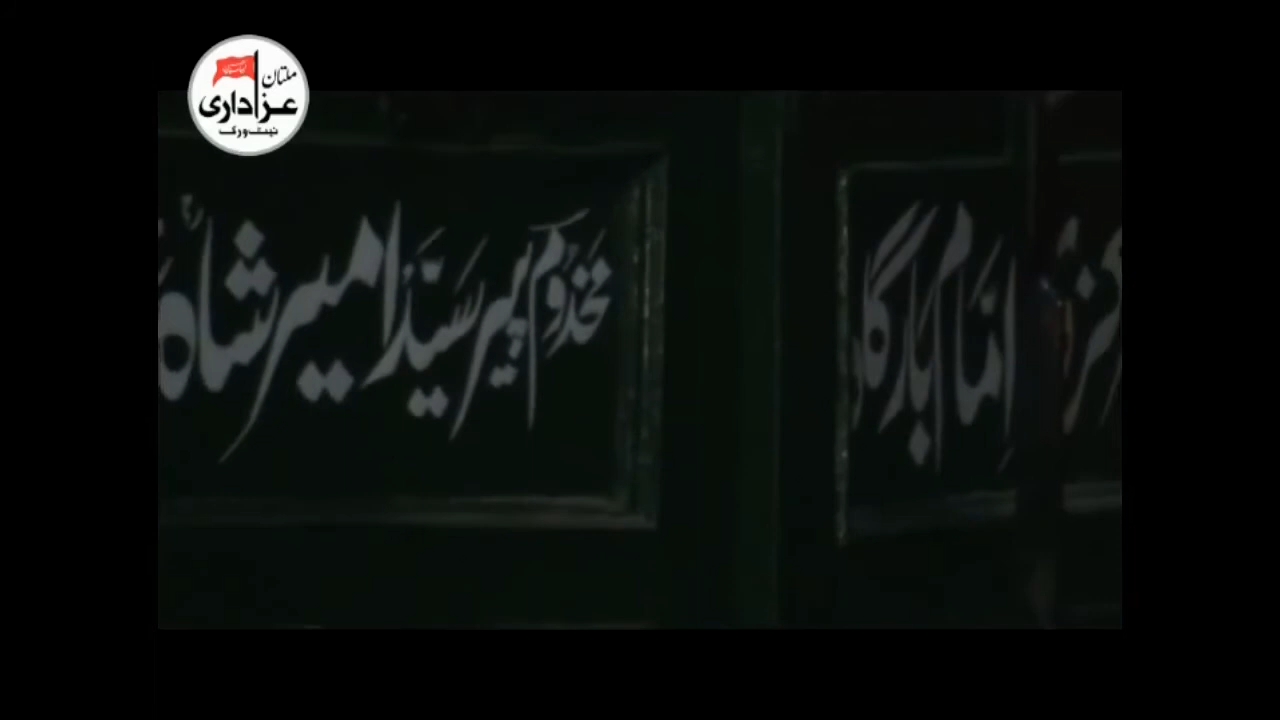 ملتان
عزاداری
نیٹ ورک
امام بارگاہ
مخدوم پیر سید امیر شاہ